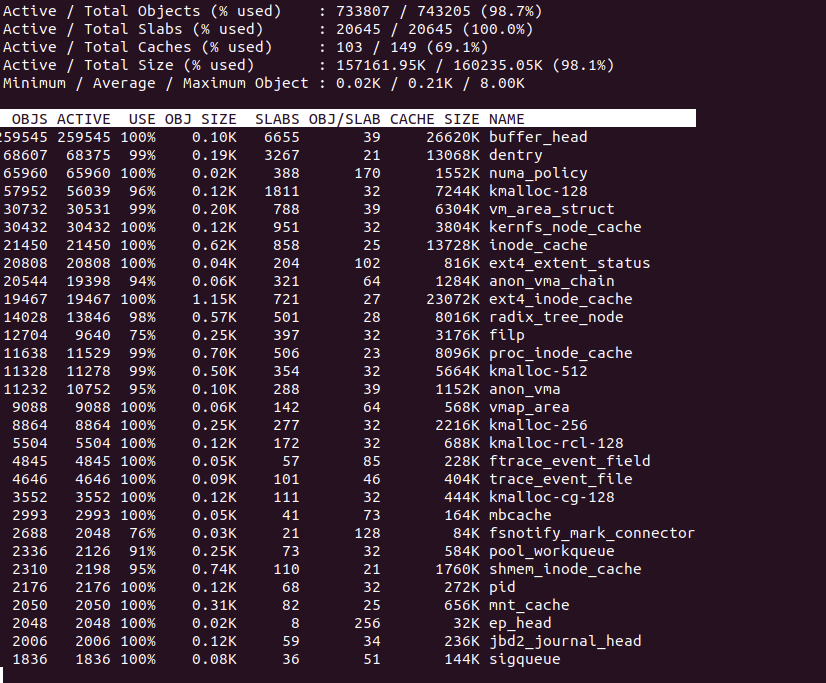 Active / Total Objects (% used)    : 733807 / 743205 (98.7%)
Active / Total Slabs (% used)      : 20645 / 20645 (100.0%)
Active / Total Caches (% used)     : 103 / 149 (69.1%)
Active / Total Size (% used)       : 157161.95K / 160235.05K (98.1%)
Minimum / Average / Maximum Object : 0.02K / 0.21K / 8.00K
OBJS ACTIVE  USE OBJ SIZE  SLABS OBJ/SLAB CACHE SIZE NAME
259545 259545 100%    0.10K   6655       39     26620K buffer_head
68607  68375  99%    0.19K   3267       21     13068K dentry
65960  65960 100%    0.02K    388      170      1552K numa_policy
57952  56039  96%    0.12K   1811       32      7244K kmalloc-128
30732  30531  99%    0.20K    788       39      6304K vm_area_struct
30432  30432 100%    0.12K    951       32      3804K kernfs_node_cache
21450  21450 100%    0.62K    858       25     13728K inode_cache
20808  20808 100%    0.04K    204      102       816K ext4_extent_status
20544  19398  94%    0.06K    321       64      1284K anon_vma_chain
19467  19467 100%    1.15K    721       27     23072K ext4_inode_cache
14028  13846  98%    0.57K    501       28      8016K radix_tree_node
12704   9640  75%    0.25K    397       32      3176K filp
11638  11529  99%    0.70K    506       23      8096K proc_inode_cache
11328  11278  99%    0.50K    354       32      5664K kmalloc-512
11232  10752  95%    0.10K    288       39      1152K anon_vma
9088   9088 100%    0.06K    142       64       568K vmap_area
8864   8864 100%    0.25K    277       32      2216K kmalloc-256
5504   5504 100%    0.12K    172       32       688K kmalloc-rcl-128
4845   4845 100%    0.05K     57       85       228K ftrace_event_field
4646   4646 100%    0.09K    101       46       404K trace_event_file
3552   3552 100%    0.12K    111       32       444K kmalloc-cg-128
2993   2993 100%    0.05K     41       73       164K mbcache
2688   2048  76%    0.03K     21      128        84K fsnotify_mark_connector
2336   2126  91%    0.25K     73       32       584K pool_workqueue
2310   2198  95%    0.74K    110       21      1760K shmem_inode_cache
2176   2176 100%    0.12K     68       32       272K pid
2050   2050 100%    0.31K     82       25       656K mnt_cache
2048   2048 100%    0.02K      8      256        32K ep_head
2006   2006 100%    0.12K     59       34       236K jbd2_journal_head
1836   1836 100%    0.08K     36       51       144K sigqueue